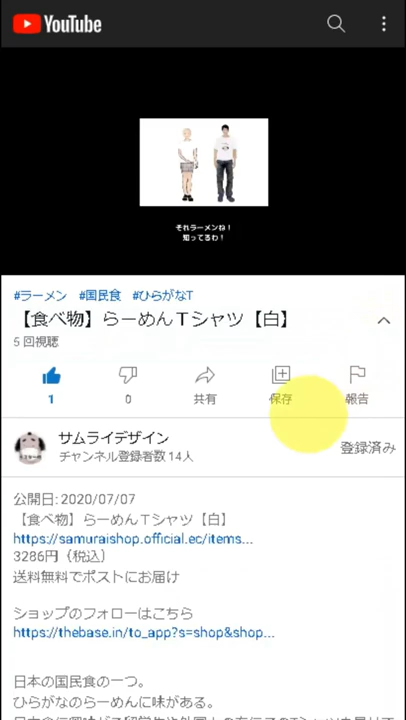 YouTube
それラーメンね！
知ってるわ！
#ラーメン #国民食 #ひらがなT
【食べ物】らーめんＴシャツ【白】
5 回視聴
1 0 共有 保存 報告
サムライデザイン
チャンネル登録者数 14人
登録済み
公開日: 2020/07/07
【食べ物】らーめんＴシャツ【白】
https://samuraishop.official.ec/items...
3286円（税込）
送料無料でポストにお届け
ショップのフォローはこちら
https://thebase.in/to_app?s=shop&shop...
日本の国民食の一つ。
ひらがなのらーめんに味がある。